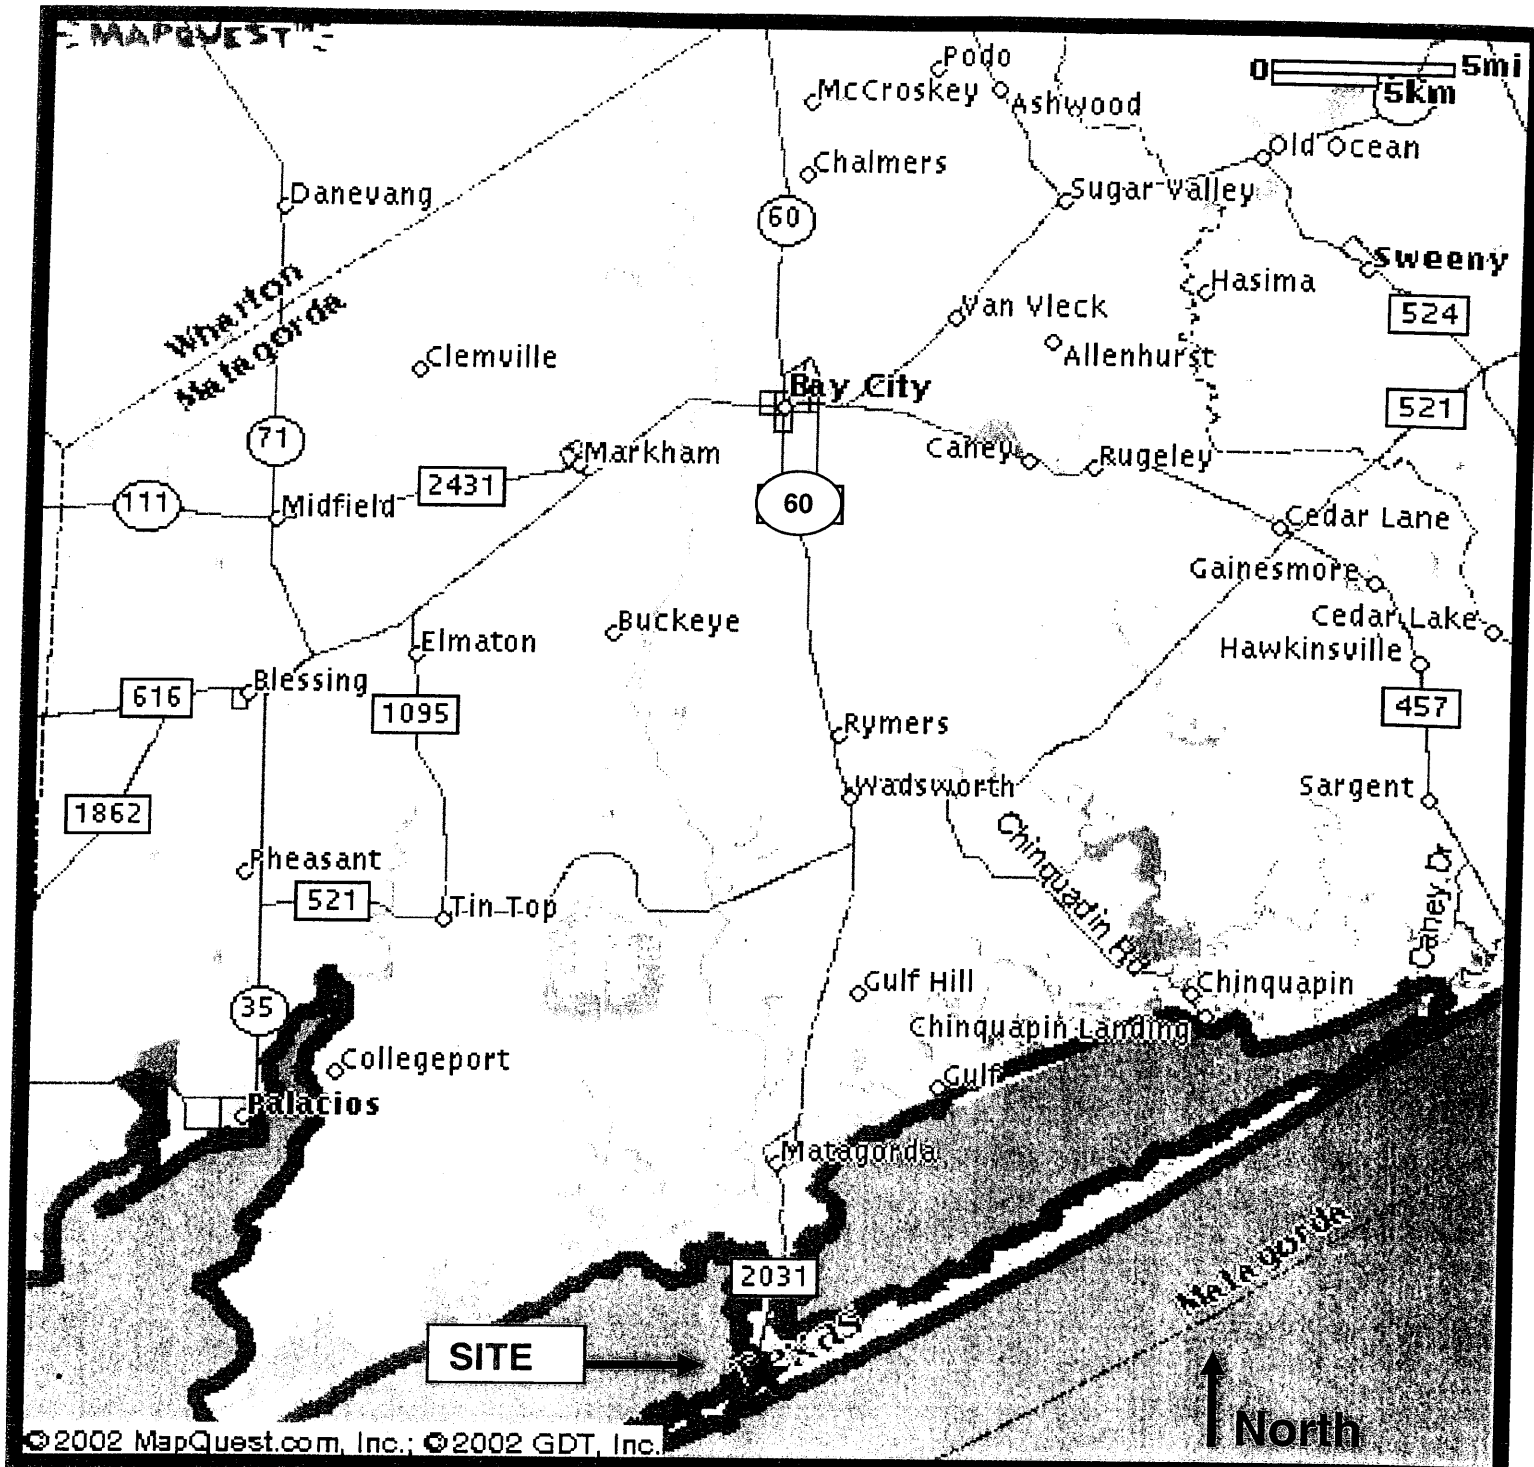 MAPQUEST™
Podo
0 5mi
5km
McCroskey
Ashwood
Old Ocean
Chalmers
Danevang
Sugar Valley
60
Sweeny
Wharton
Hasima
Matagorda
Van Vleck
524
Allenhurst
Clemville
Bay City
521
71
Markham
Caney
Rugeley
2431
111
Midfield
60
Cedar Lane
Gainesmore
Buckeye
Cedar Lake
Elmaton
Hawkinsville
Blessing
616
1095
457
Rymers
Wadsworth
Sargent
1862
Chinquapin Rd
Pheasant
Caney Dr
521
Tin Top
Gulf Hill
Chinquapin
35
Chinquapin Landing
Collegeport
Gulf
Palacios
Matagorda
Matagorda
2031
Texas
SITE
North
©2002 MapQuest.com, Inc.; ©2002 GDT, Inc.